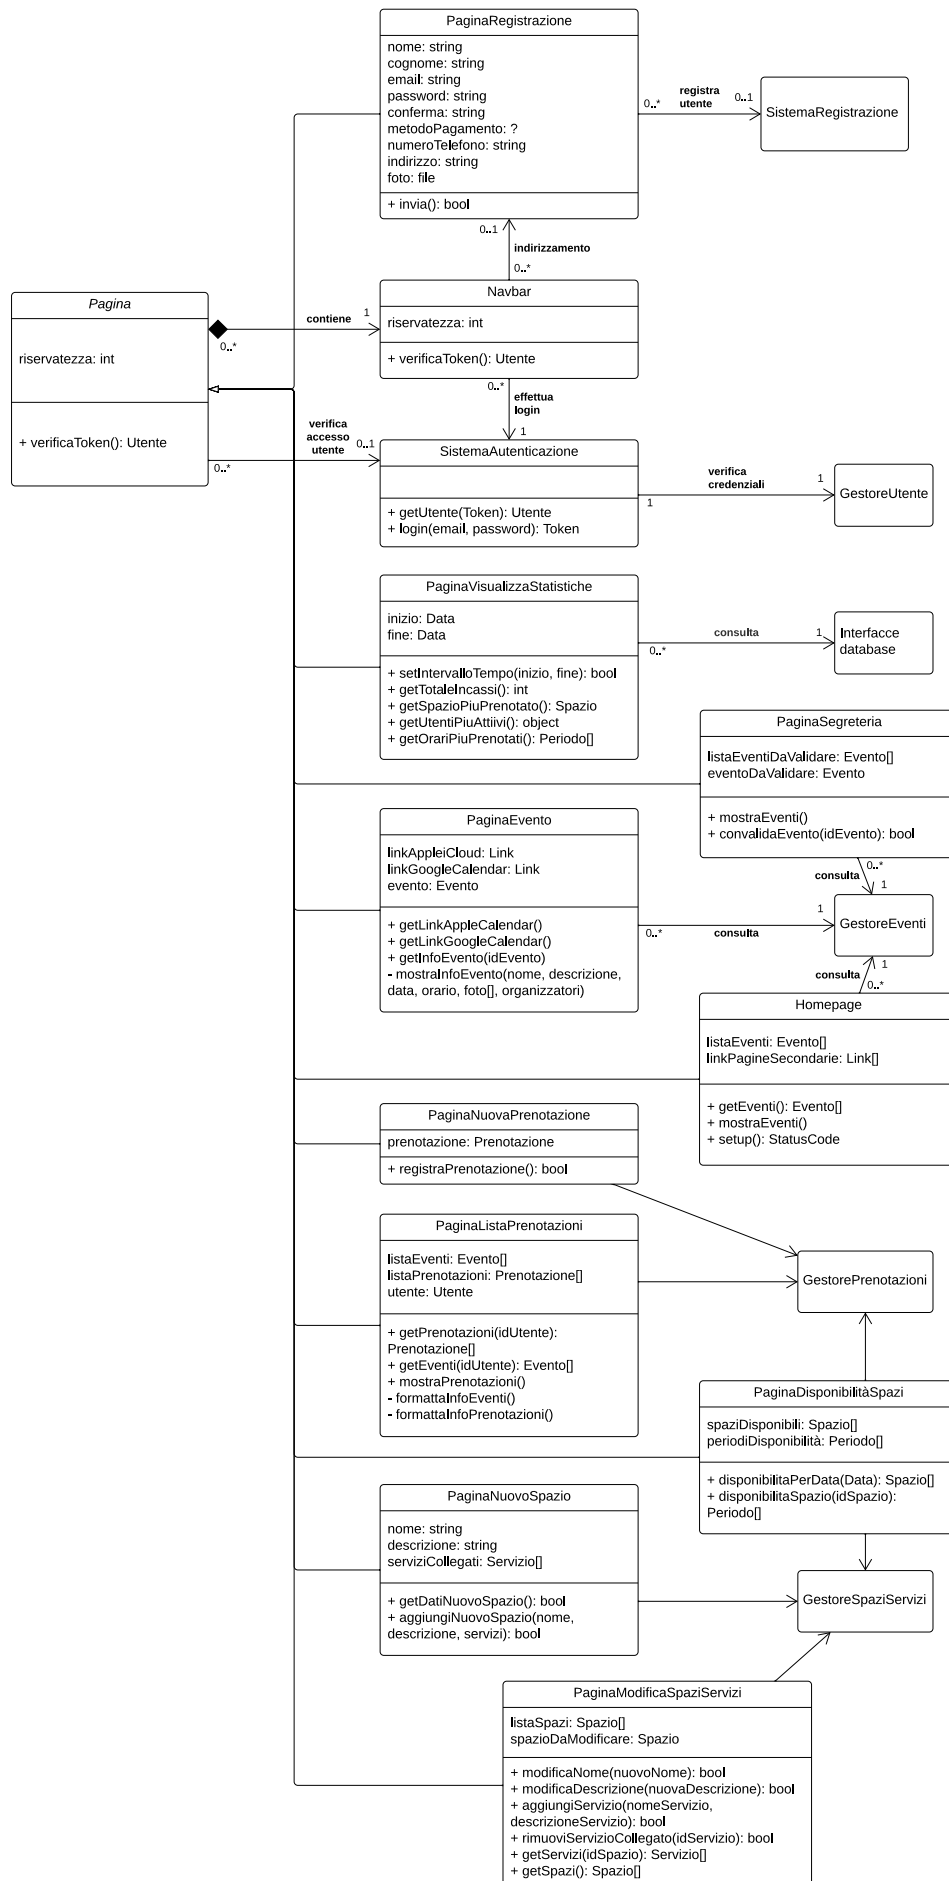 PaginaRegistrazione
nome: string
cognome: string
email: string
password: string
conferma: string
metodoPagamento: ?
numeroTelefono: string
indirizzo: string
foto: file
+ invia(): bool
0..*
registra
utente
0..1
SistemaRegistrazione
0..1
indirizzamento
0..*
Pagina
riservatezza: int
+ verificaToken(): Utente
0..*
contiene
1
Navbar
riservatezza: int
+ verificaToken(): Utente
0..*
effettua
login
1
verifica
accesso
utente
0..1
0..*
SistemaAutenticazione
+ getUtente(Token): Utente
+ login(email, password): Token
1
verifica
credenziali
1
GestoreUtente
PaginaVisualizzaStatistiche
inizio: Data
fine: Data
+ setIntervalloTempo(inizio, fine): bool
+ getTotaleIncassi(): int
+ getSpazioPiuPrenotato(): Spazio
+ getUtentiPiuAttiivi(): object
+ getOrariPiuPrenotati(): Periodo[]
0..*
consulta
1
Interfacce
database
PaginaSegreteria
listaEventiDaValidare: Evento[]
eventoDaValidare: Evento
+ mostraEventi()
+ convalidaEvento(idEvento): bool
0..*
consulta
1
PaginaEvento
linkAppleiCloud: Link
linkGoogleCalendar: Link
evento: Evento
+ getLinkAppleCalendar()
+ getLinkGoogleCalendar()
+ getInfoEvento(idEvento)
- mostraInfoEvento(nome, descrizione,
data, orario, foto[], organizzatori)
0..*
consulta
1
GestoreEventi
1
consulta
0..*
Homepage
listaEventi: Evento[]
linkPagineSecondarie: Link[]
+ getEventi(): Evento[]
+ mostraEventi()
+ setup(): StatusCode
PaginaNuovaPrenotazione
prenotazione: Prenotazione
+ registraPrenotazione(): bool
PaginaListaPrenotazioni
listaEventi: Evento[]
listaPrenotazioni: Prenotazione[]
utente: Utente
+ getPrenotazioni(idUtente):
Prenotazione[]
+ getEventi(idUtente): Evento[]
+ mostraPrenotazioni()
- formattaInfoEventi()
- formattaInfoPrenotazioni()
GestorePrenotazioni
PaginaDisponibilitàSpazi
spaziDisponibili: Spazio[]
periodiDisponibilità: Periodo[]
+ disponibilitaPerData(Data): Spazio[]
+ disponibilitaSpazio(idSpazio):
Periodo[]
PaginaNuovoSpazio
nome: string
descrizione: string
serviziCollegati: Servizio[]
+ getDatiNuovoSpazio(): bool
+ aggiungiNuovoSpazio(nome,
descrizione, servizi): bool
GestoreSpaziServizi
PaginaModificaSpaziServizi
listaSpazi: Spazio[]
spazioDaModificare: Spazio
+ modificaNome(nuovoNome): bool
+ modificaDescrizione(nuovaDescrizione): bool
+ aggiungiServizio(nomeServizio,
descrizioneServizio): bool
+ rimuoviServizioCollegato(idServizio): bool
+ getServizi(idSpazio): Servizio[]
+ getSpazi(): Spazio[]